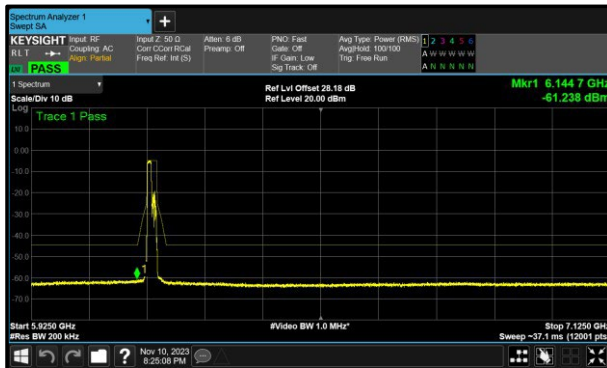 Spectrum Analyzer 1
Swept SA
+
KEYSIGHT
RLT
PASS
Input: RF
Coupling: AC
Align: Partial
Input Z: 50 Ω
Corr CCorr RCal
Freq Ref: Int (S)
Atten: 6 dB
Preamp: Off
PNO: Fast
Gate: Off
IF Gain: Low
Sig Track: Off
Avg Type: Power (RMS)
Avg|Hold: 100/100
Trig: Free Run
1 2 3 4 5 6
A W W W W W
A N N N N N
1 Spectrum
Scale/Div 10 dB
Ref Lvl Offset 28.18 dB
Ref Level 20.00 dBm
Mkr1 6.144 7 GHz
-61.238 dBm
Log
Trace 1 Pass
10.0
0.00
-10.0
-20.0
-30.0
-40.0
-50.0
-60.0
-70.0
1
Start 5.9250 GHz
#Res BW 200 kHz
#Video BW 1.0 MHz*
Stop 7.1250 GHz
Sweep ~37.1 ms (12001 pts)
?
Nov 10, 2023
8:25:08 PM